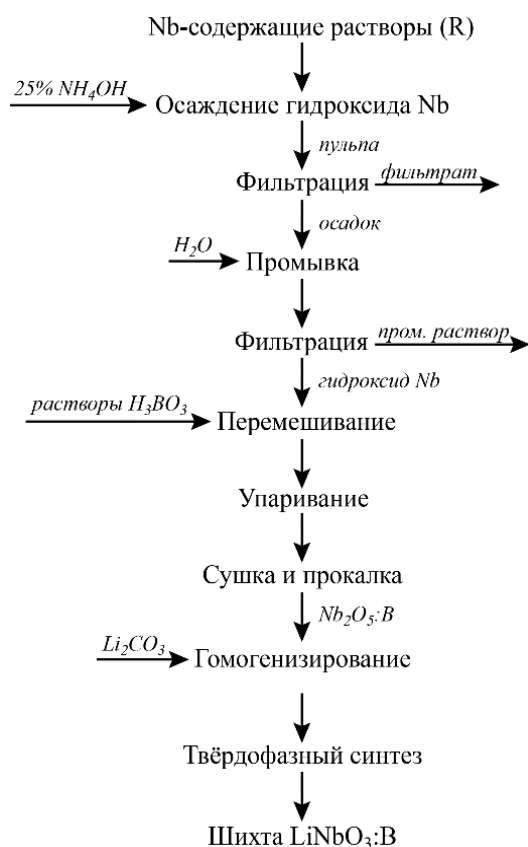 Nb-содержащие растворы (R)
25% NH₄OH
Осаждение гидроксида Nb
пульпа
Фильтрация
фильтрат
осадок
H₂O
Промывка
Фильтрация
пром. раствор
гидроксид Nb
растворы H₃BO₃
Перемешивание
Упаривание
Сушка и прокалка
Nb₂O₅:B
Li₂CO₃
Гомогенизирование
Твёрдофазный синтез
Шихта LiNbO₃:B